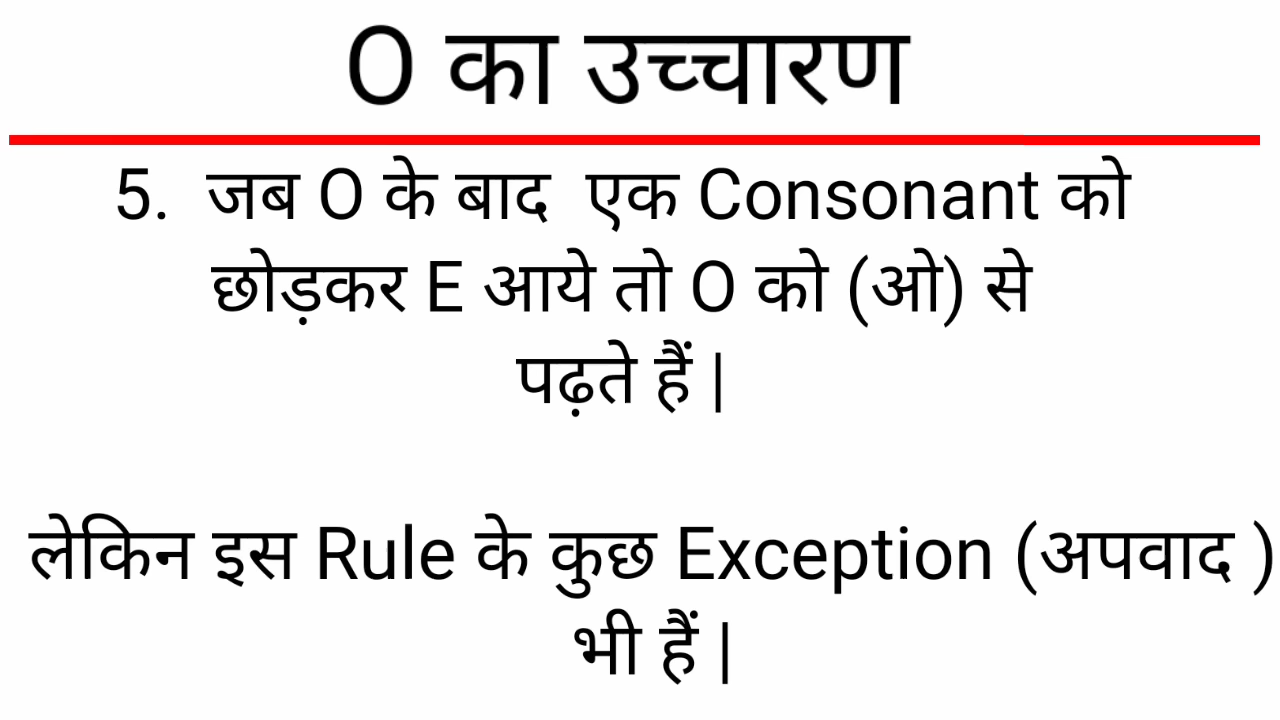 O का उच्चारण
5. जब O के बाद एक Consonant को
छोड़कर E आये तो O को (ओ) से
पढ़ते हैं |
लेकिन इस Rule के कुछ Exception (अपवाद )
भी हैं |